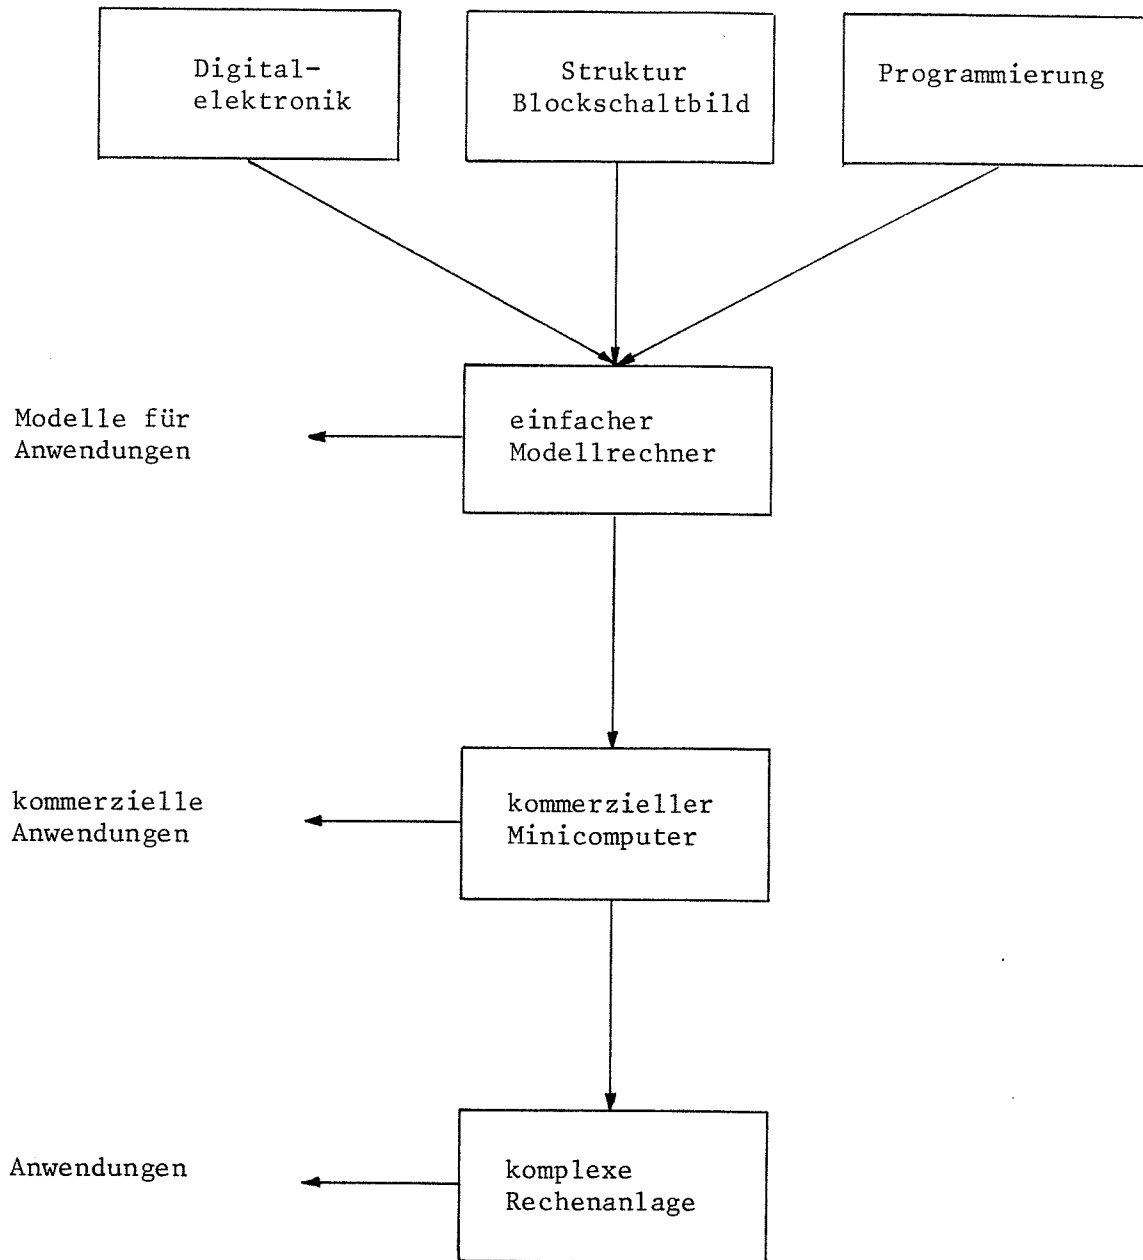 Digital-
elektronik
Struktur
Blockschaltbild
Programmierung
Modelle für
Anwendungen
einfacher
Modellrechner
kommerzielle
Anwendungen
kommerzieller
Minicomputer
Anwendungen
komplexe
Rechenanlage